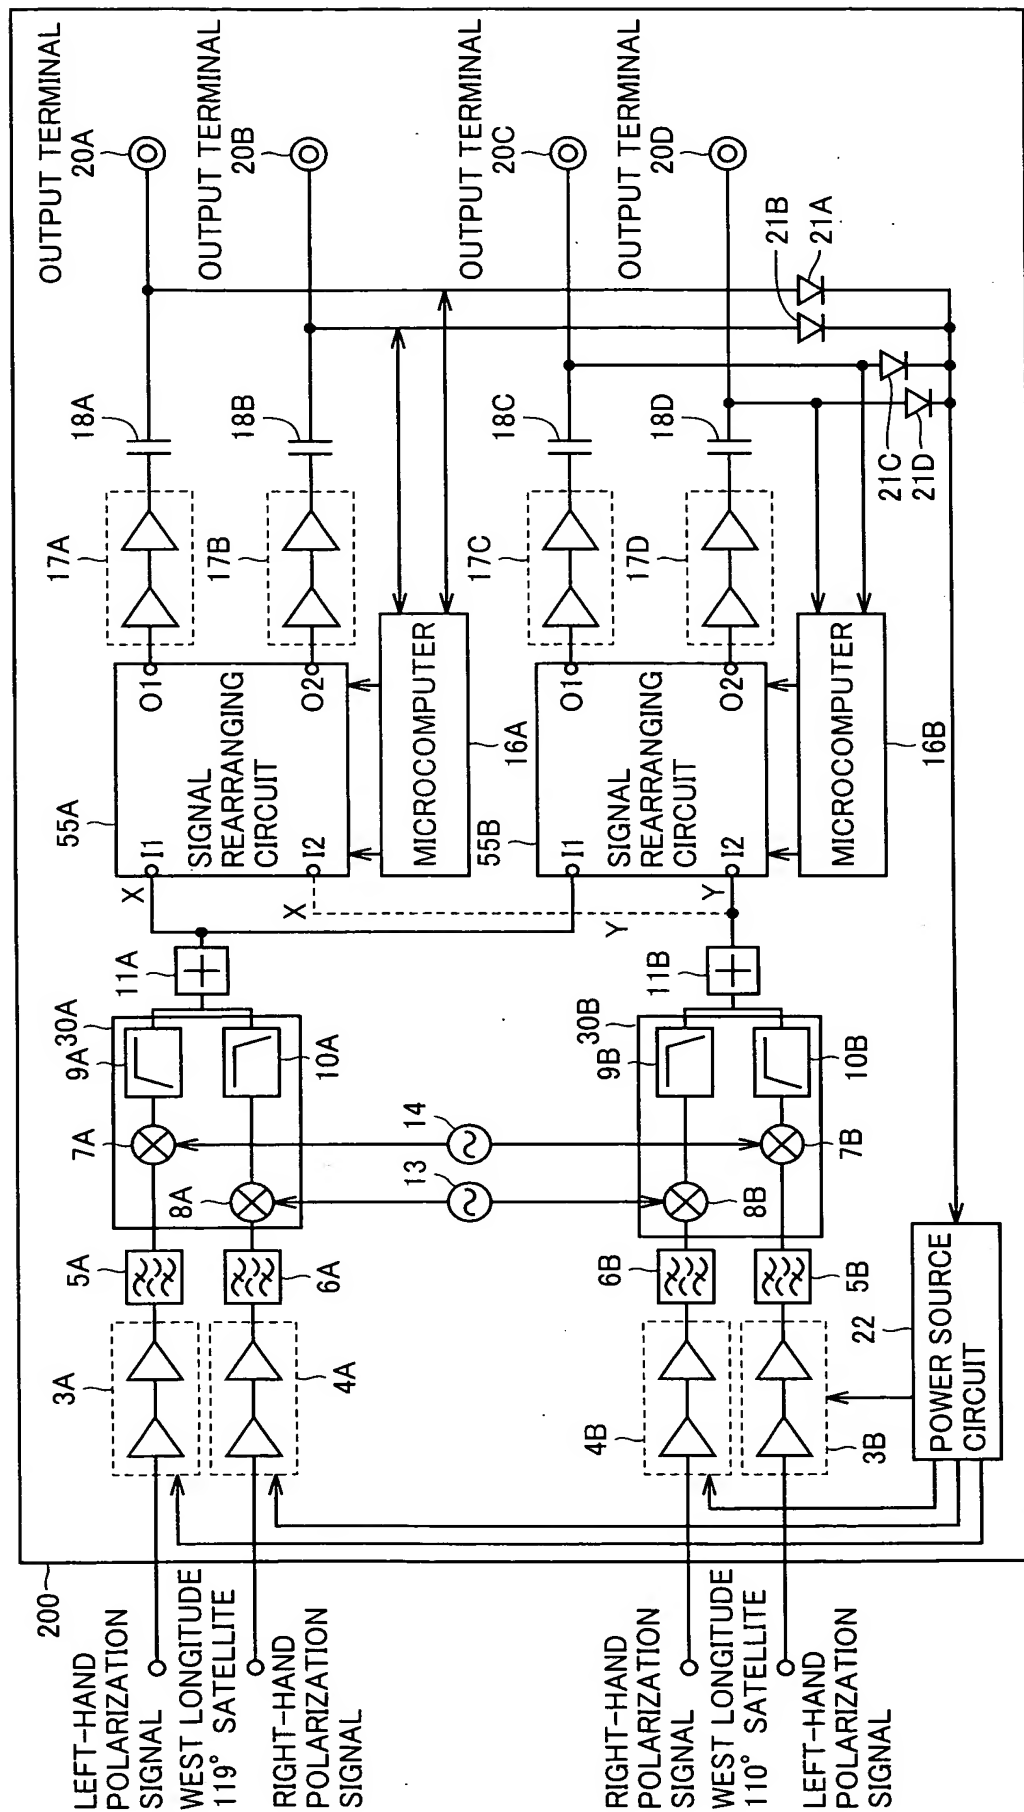 200
LEFT-HAND
POLARIZATION
SIGNAL
WEST LONGITUDE
119° SATELLITE
RIGHT-HAND
POLARIZATION
SIGNAL
RIGHT-HAND
POLARIZATION
SIGNAL
WEST LONGITUDE
110° SATELLITE
LEFT-HAND
POLARIZATION
SIGNAL
3A
4A
4B
3B
5A
6A
6B
5B
22
POWER SOURCE
CIRCUIT
7A
8A
13
14
8B
7B
30A
9A
10A
30B
9B
10B
11A
11B
X
X
Y
Y
55A
I1
SIGNAL
REARRANGING
CIRCUIT
I2
O1
O2
MICROCOMPUTER
16A
55B
I1
SIGNAL
REARRANGING
CIRCUIT
I2
O1
O2
MICROCOMPUTER
16B
17A
17B
17C
17D
18A
18B
18C
18D
21C
21D
21B
21A
OUTPUT TERMINAL
20A
OUTPUT TERMINAL
20B
OUTPUT TERMINAL
20C
OUTPUT TERMINAL
20D